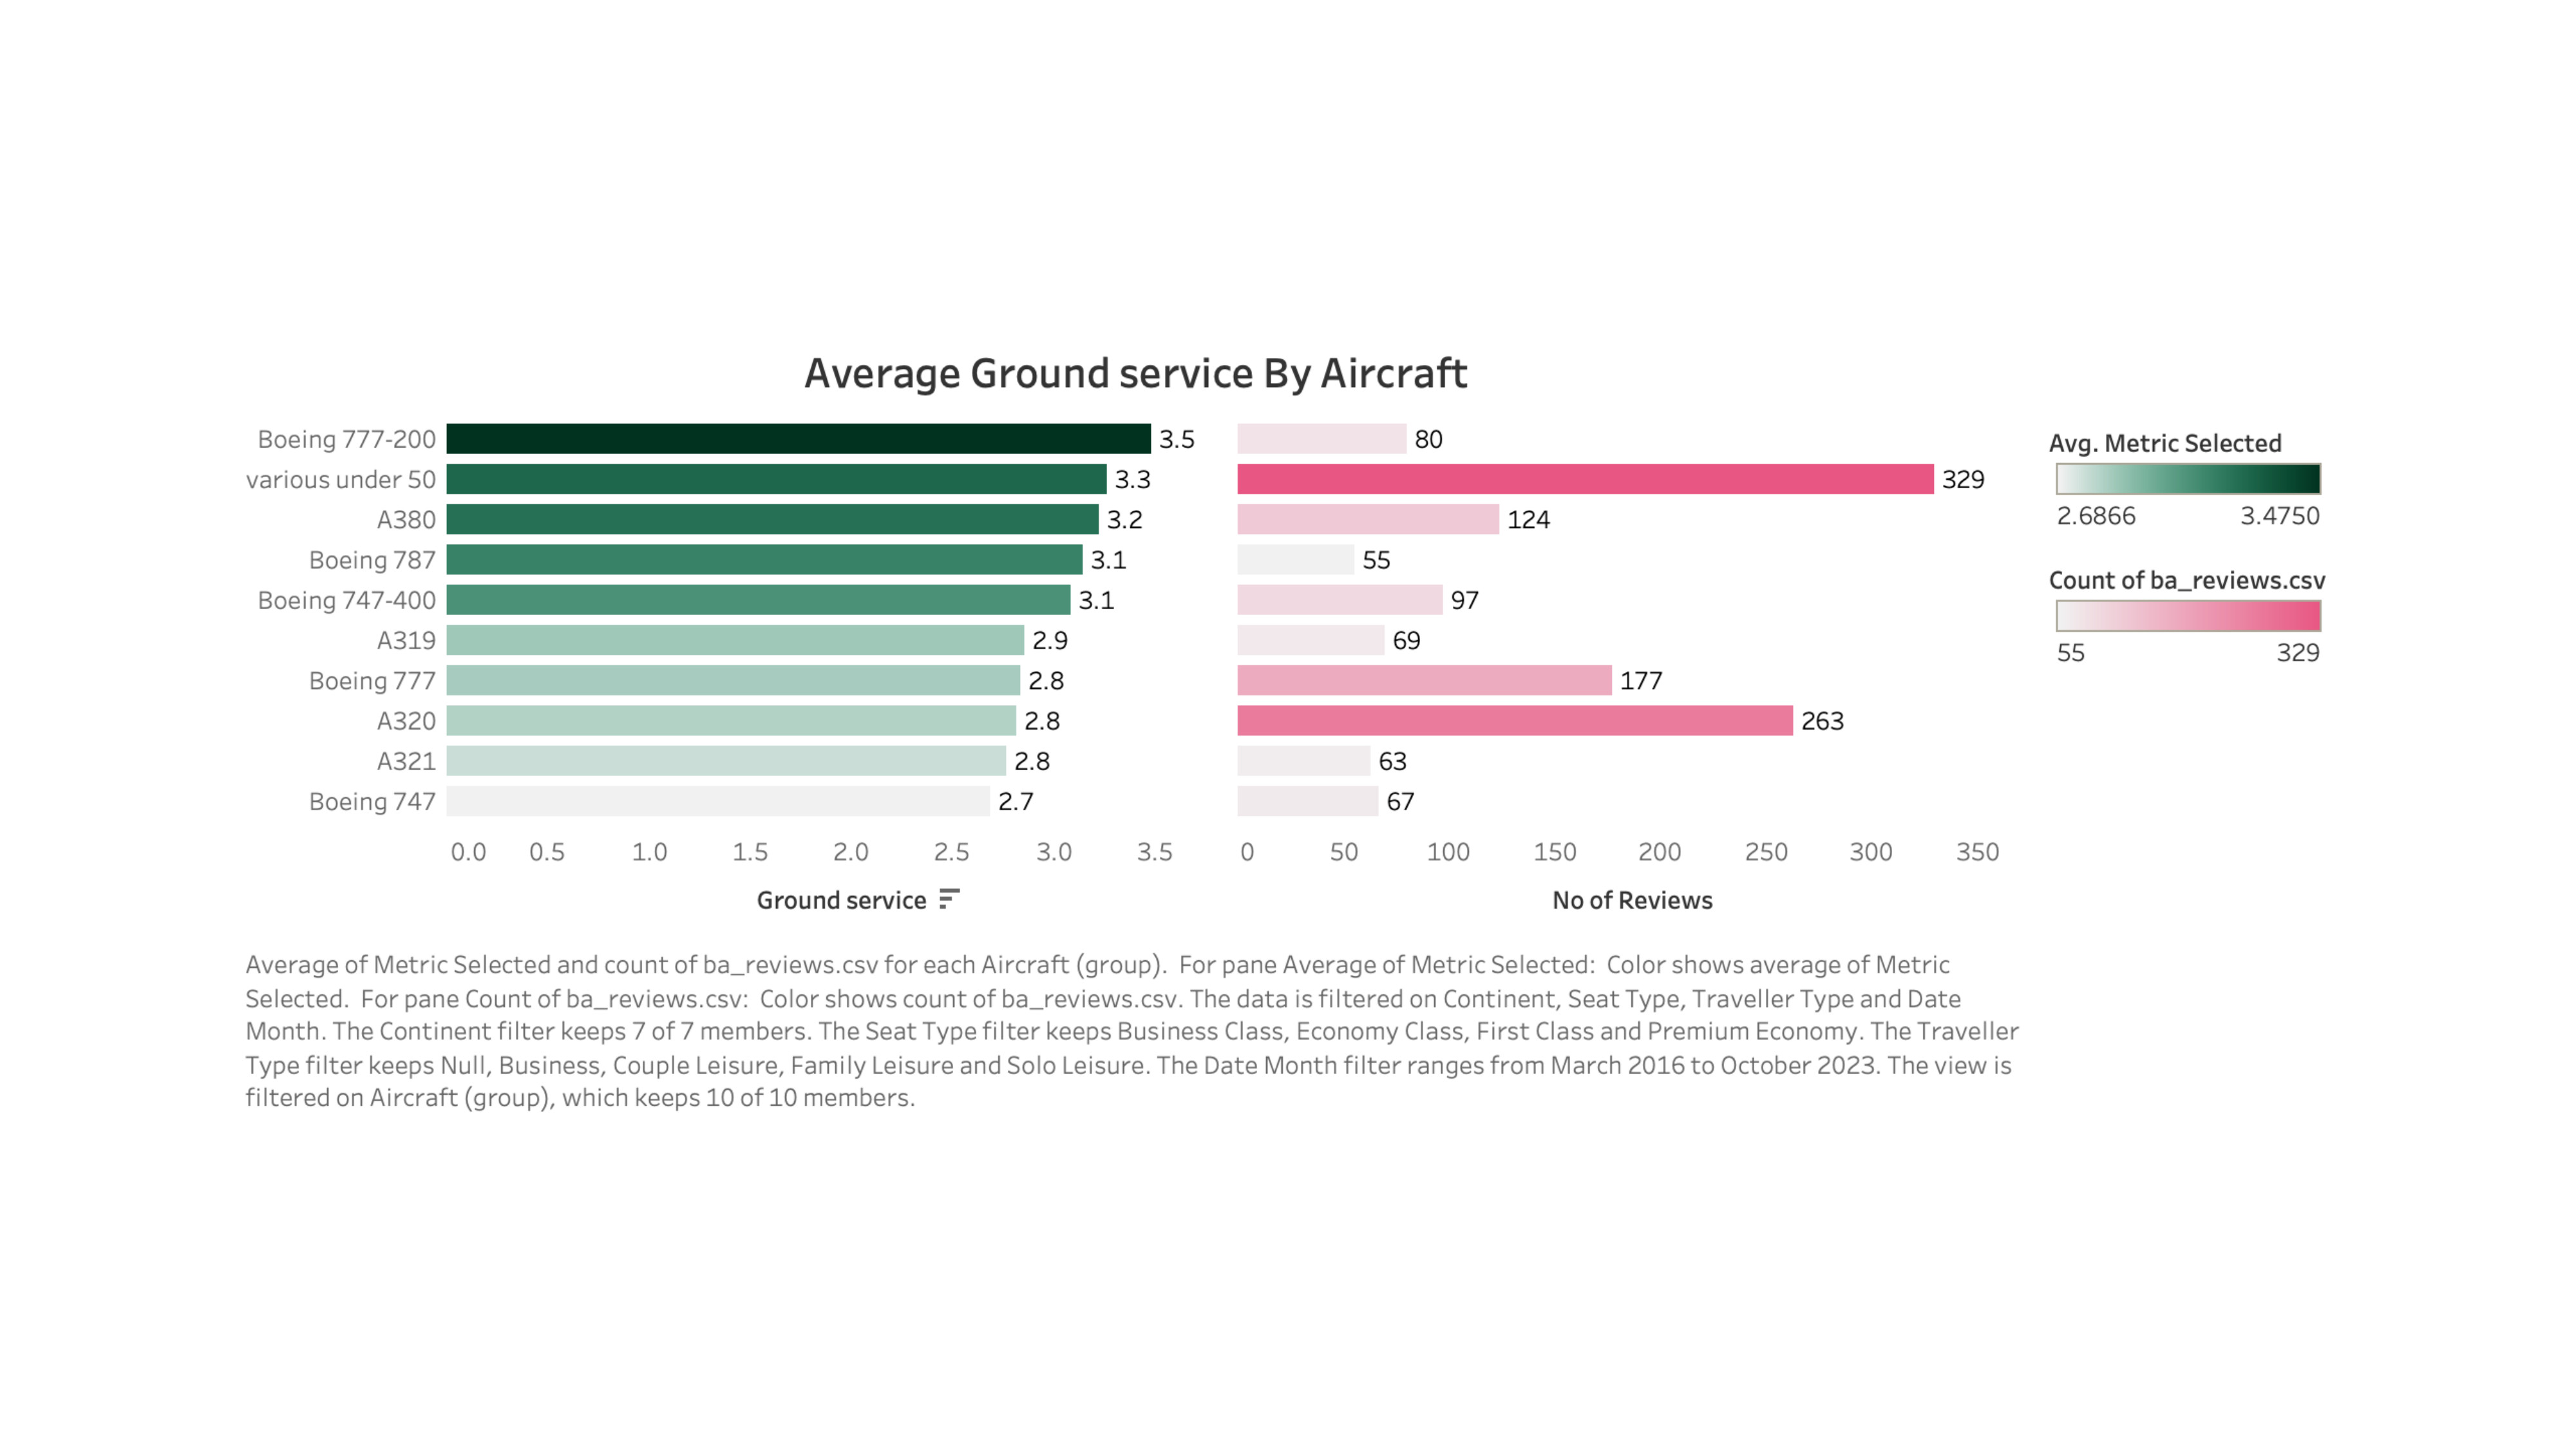 Average Ground service By Aircraft
Boeing 777-200 3.5 80
various under 50 3.3 329
A380 3.2 124
Boeing 787 3.1 55
Boeing 747-400 3.1 97
A319 2.9 69
Boeing 777 2.8 177
A320 2.8 263
A321 2.8 63
Boeing 747 2.7 67
0.0 0.5 1.0 1.5 2.0 2.5 3.0 3.5 0 50 100 150 200 250 300 350
Ground service No of Reviews
Avg. Metric Selected
2.6866 3.4750
Count of ba_reviews.csv
55 329
Average of Metric Selected and count of ba_reviews.csv for each Aircraft (group).  For pane Average of Metric Selected:  Color shows average of Metric
Selected.  For pane Count of ba_reviews.csv:  Color shows count of ba_reviews.csv. The data is filtered on Continent, Seat Type, Traveller Type and Date
Month. The Continent filter keeps 7 of 7 members. The Seat Type filter keeps Business Class, Economy Class, First Class and Premium Economy. The Traveller
Type filter keeps Null, Business, Couple Leisure, Family Leisure and Solo Leisure. The Date Month filter ranges from March 2016 to October 2023. The view is
filtered on Aircraft (group), which keeps 10 of 10 members.